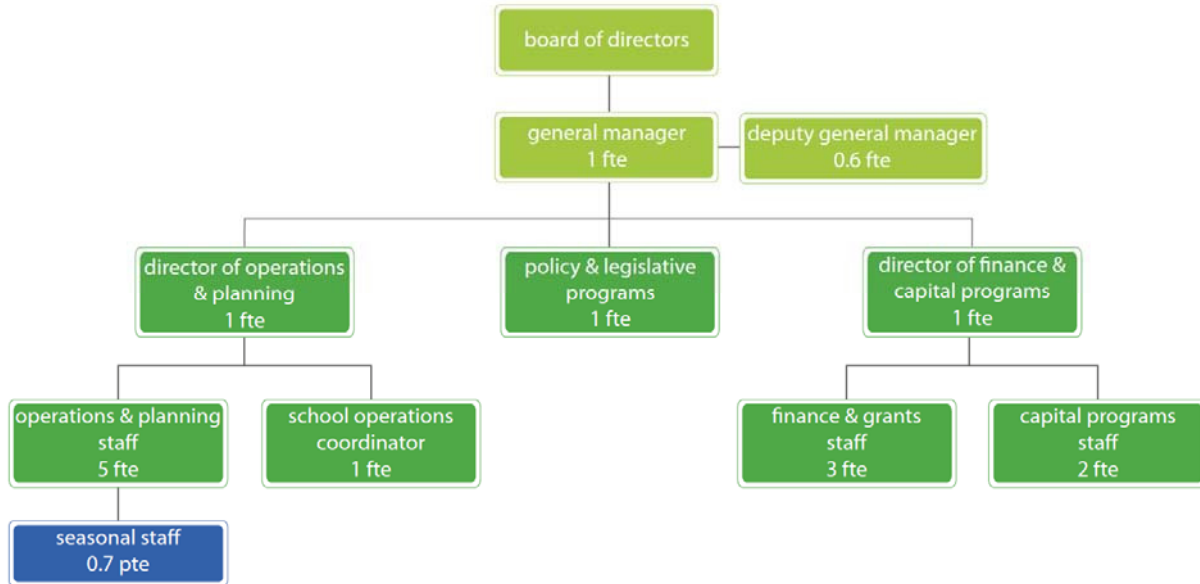 board of directors
general manager
1 fte
deputy general manager
0.6 fte
director of operations
& planning
1 fte
policy & legislative
programs
1 fte
director of finance &
capital programs
1 fte
operations & planning
staff
5 fte
school operations
coordinator
1 fte
finance & grants
staff
3 fte
capital programs
staff
2 fte
seasonal staff
0.7 pte